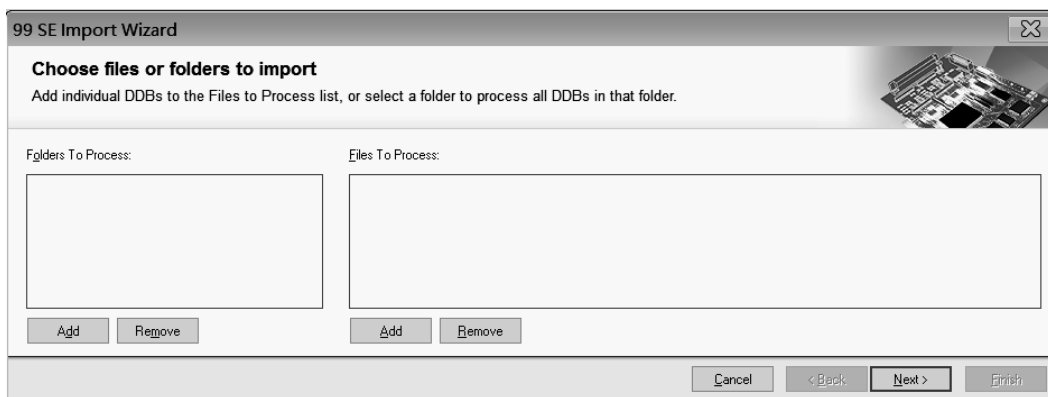 99 SE Import Wizard
Choose files or folders to import
Add individual DDBs to the Files to Process list, or select a folder to process all DDBs in that folder.
Folders To Process: Files To Process:
Add Remove Add Remove
Cancel < Back Next > Finish